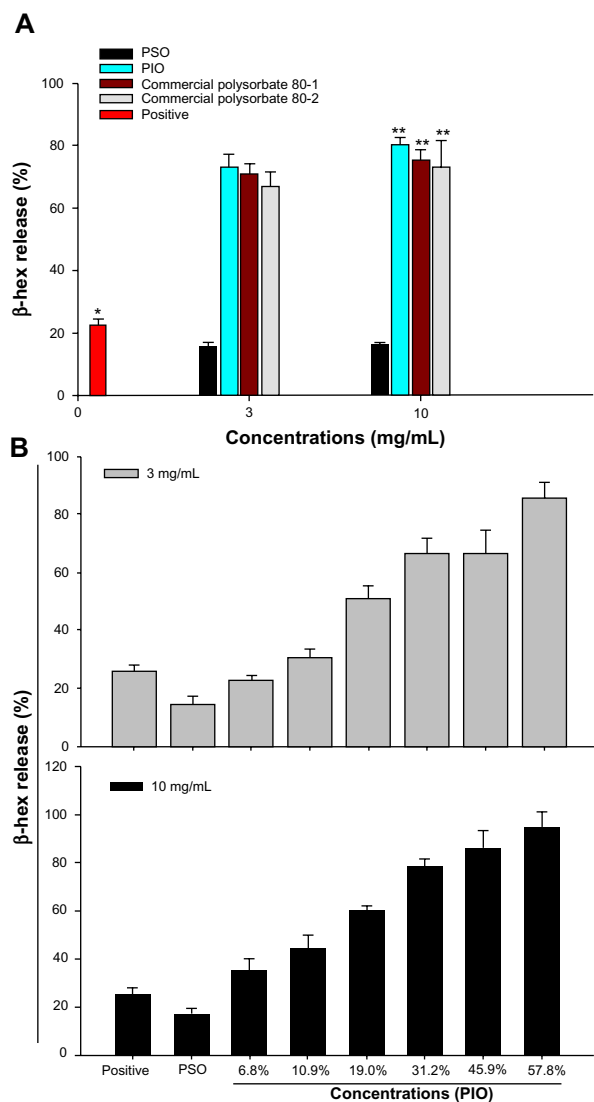 A
PSO
PIO
Commercial polysorbate 80-1
Commercial polysorbate 80-2
Positive
β-hex release (%)
100
80
60
40
20
0
*
** ** **
0 3 10
Concentrations (mg/mL)
B
3 mg/mL
100
80
60
40
20
0
β-hex release (%)
10 mg/mL
120
100
80
60
40
20
0
Positive PSO 6.8% 10.9% 19.0% 31.2% 45.9% 57.8%
Concentrations (PIO)